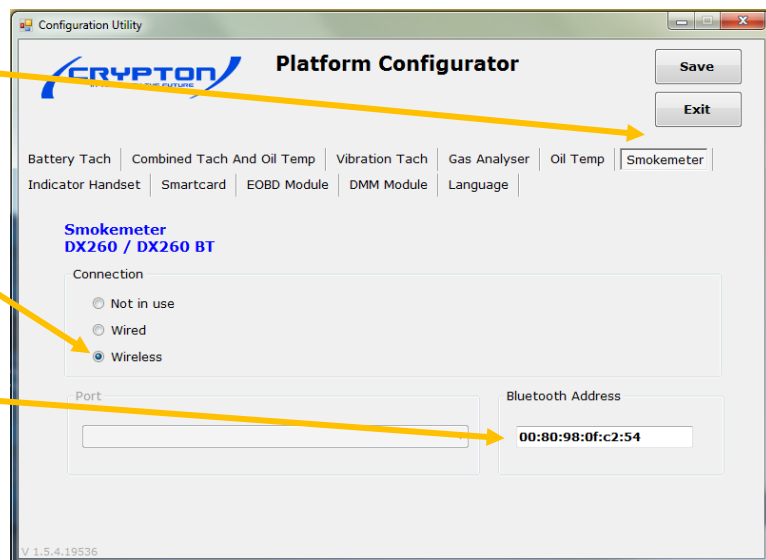 Configuration Utility
CRYPTON
Platform Configurator
Save
Exit
Battery Tach Combined Tach And Oil Temp Vibration Tach Gas Analyser Oil Temp Smokemeter
Indicator Handset Smartcard EOBD Module DMM Module Language
Smokemeter
DX260 / DX260 BT
Connection
Not in use
Wired
Wireless
Port
Bluetooth Address
00:80:98:0f:c2:54
V 1.5.4.19536